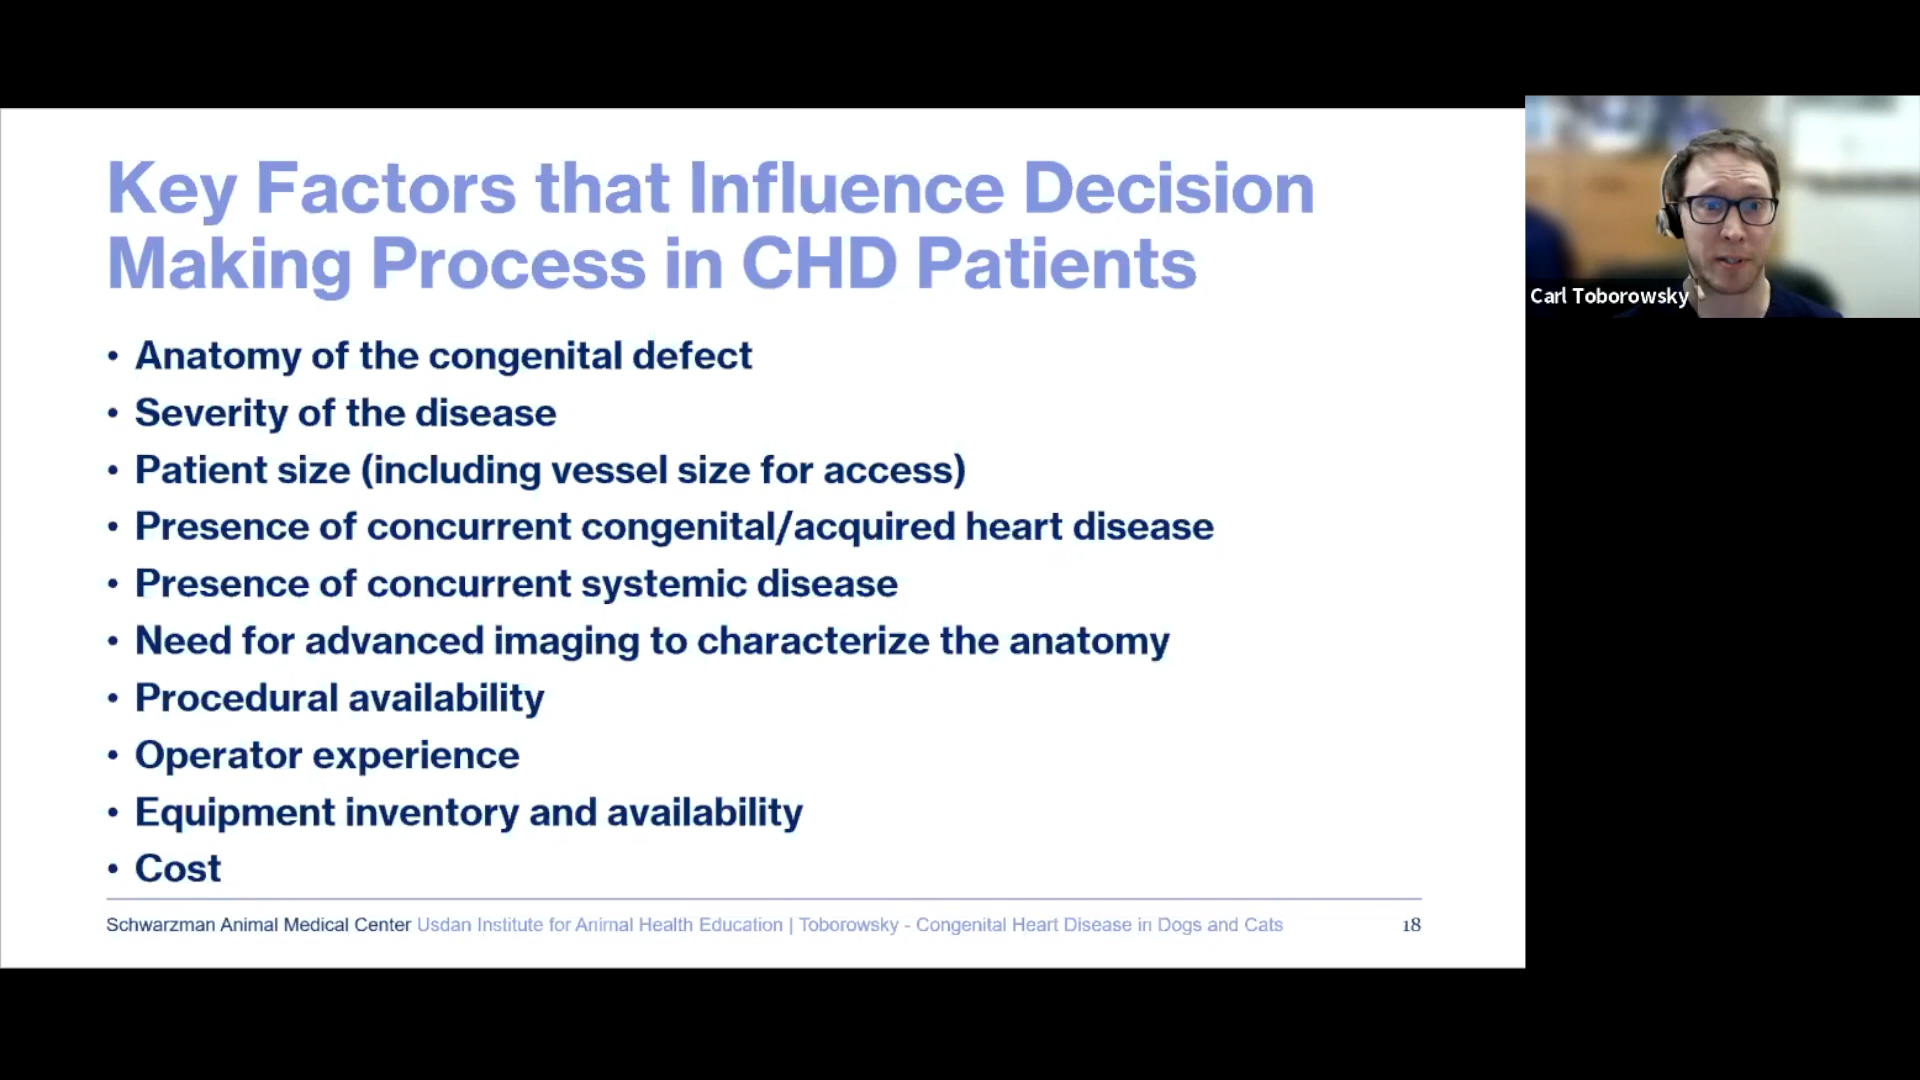 Key Factors that Influence Decision
Making Process in CHD Patients
• Anatomy of the congenital defect
• Severity of the disease
• Patient size (including vessel size for access)
• Presence of concurrent congenital/acquired heart disease
• Presence of concurrent systemic disease
• Need for advanced imaging to characterize the anatomy
• Procedural availability
• Operator experience
• Equipment inventory and availability
• Cost
Schwarzman Animal Medical Center Usdan Institute for Animal Health Education | Toborowsky - Congenital Heart Disease in Dogs and Cats 18
Carl Toborowsky